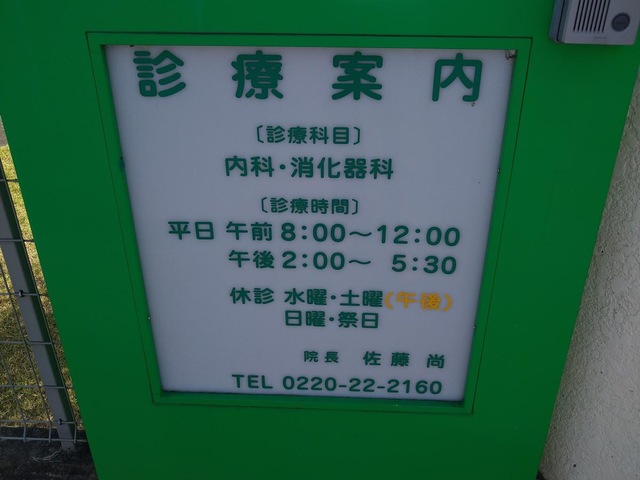 診療案内
〔診療科目〕
内科・消化器科
〔診療時間〕
平日 午前 8:00～12:00
午後 2:00～ 5:30
休診 水曜・土曜(午後)
日曜・祭日
院長 佐藤 尚
TEL 0220-22-2160